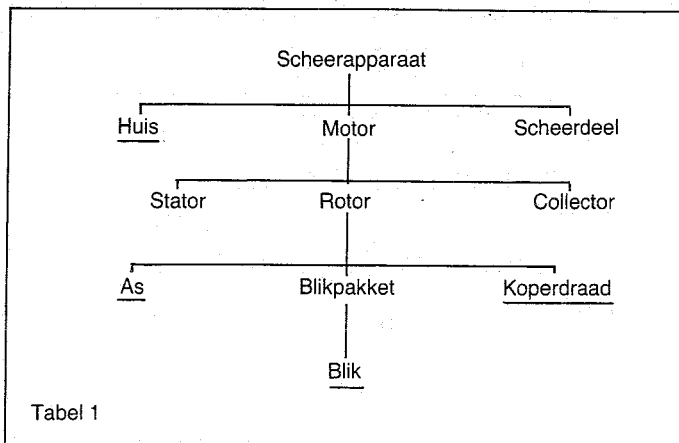 Scheerapparaat
Huis Motor Scheerdeel
Stator Rotor Collector
As Blikpakket Koperdraad
Blik
Tabel 1